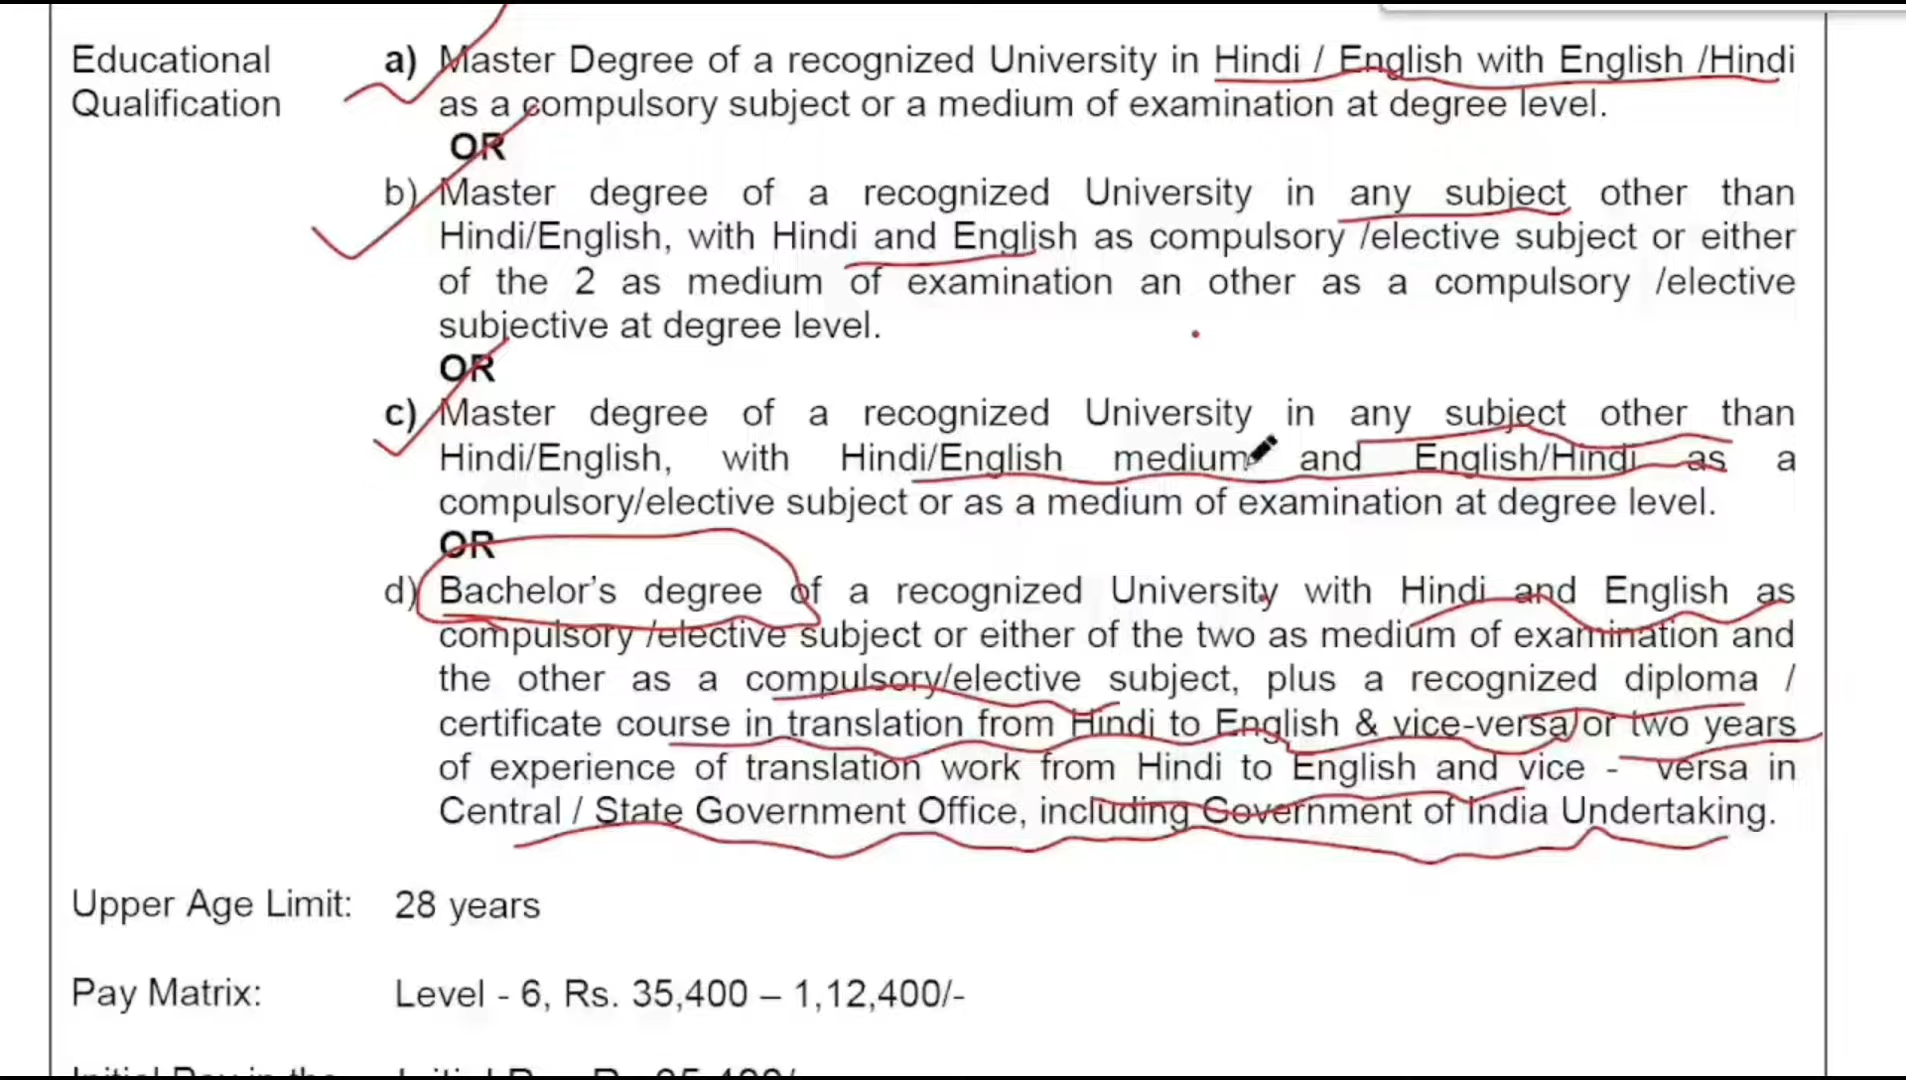 Educational a) Master Degree of a recognized University in Hindi / English with English /Hindi
Qualification as a compulsory subject or a medium of examination at degree level.
OR
b) Master degree of a recognized University in any subject other than
Hindi/English, with Hindi and English as compulsory /elective subject or either
of the 2 as medium of examination an other as a compulsory /elective
subjective at degree level.
OR
c) Master degree of a recognized University in any subject other than
Hindi/English, with Hindi/English medium and English/Hindi as a
compulsory/elective subject or as a medium of examination at degree level.
OR
d) Bachelor's degree of a recognized University with Hindi and English as
compulsory /elective subject or either of the two as medium of examination and
the other as a compulsory/elective subject, plus a recognized diploma /
certificate course in translation from Hindi to English & vice-versa or two years
of experience of translation work from Hindi to English and vice - versa in
Central / State Government Office, including Government of India Undertaking.
Upper Age Limit: 28 years
Pay Matrix: Level - 6, Rs. 35,400 – 1,12,400/-